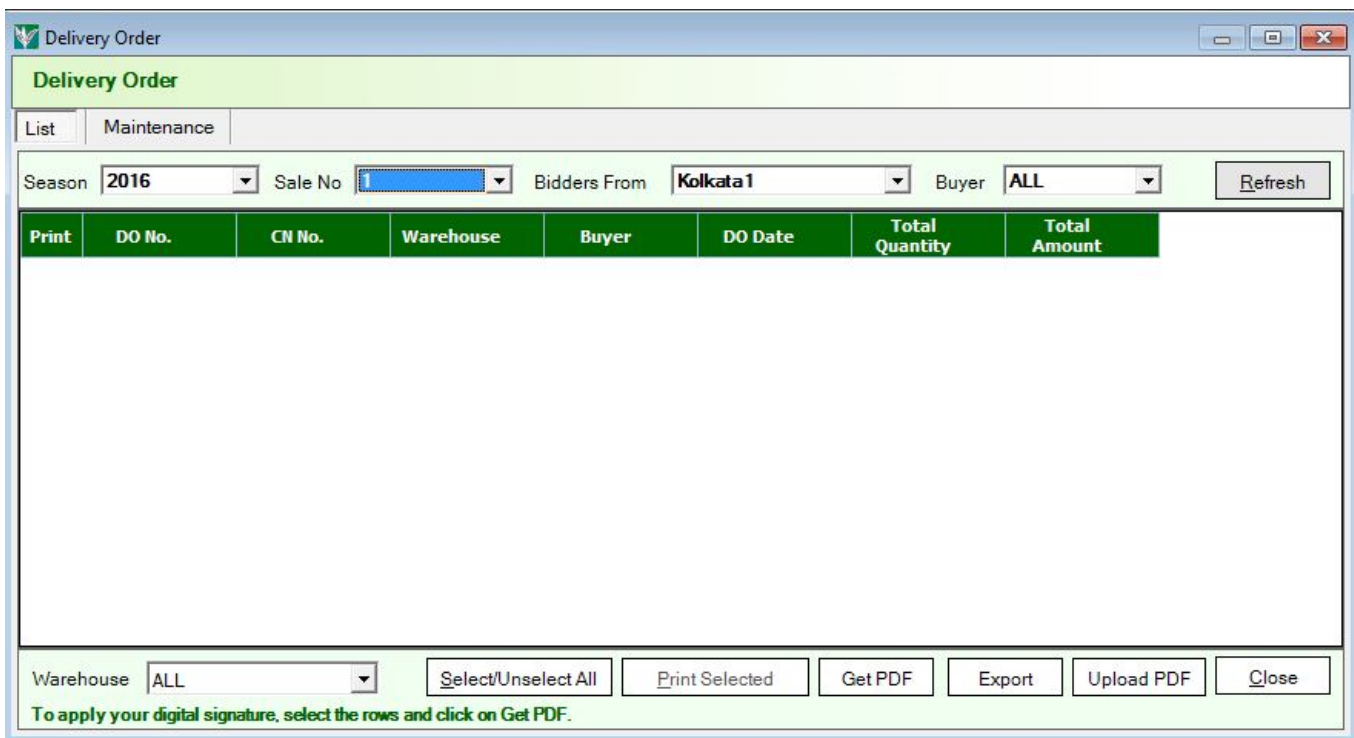 Delivery Order
Delivery Order
List Maintenance
Season 2016 Sale No 1 Bidders From Kolkata1 Buyer ALL Refresh
Print DO No. CN No. Warehouse Buyer DO Date Total Quantity Total Amount
Warehouse ALL Select/Unselect All Print Selected Get PDF Export Upload PDF Close
To apply your digital signature, select the rows and click on Get PDF.